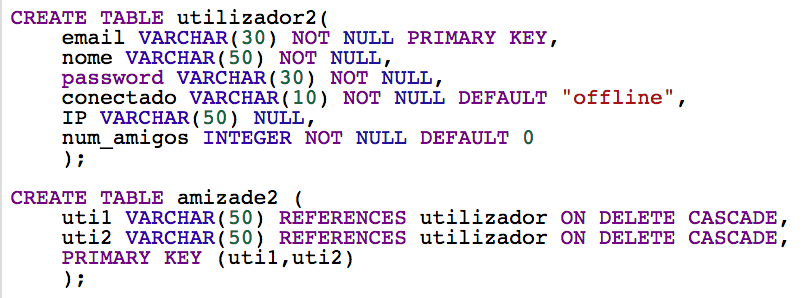 CREATE TABLE utilizador2(
email VARCHAR(30) NOT NULL PRIMARY KEY,
nome VARCHAR(50) NOT NULL,
password VARCHAR(30) NOT NULL,
conectado VARCHAR(10) NOT NULL DEFAULT "offline",
IP VARCHAR(50) NULL,
num_amigos INTEGER NOT NULL DEFAULT 0
);
CREATE TABLE amizade2 (
uti1 VARCHAR(50) REFERENCES utilizador ON DELETE CASCADE,
uti2 VARCHAR(50) REFERENCES utilizador ON DELETE CASCADE,
PRIMARY KEY (uti1,uti2)
);